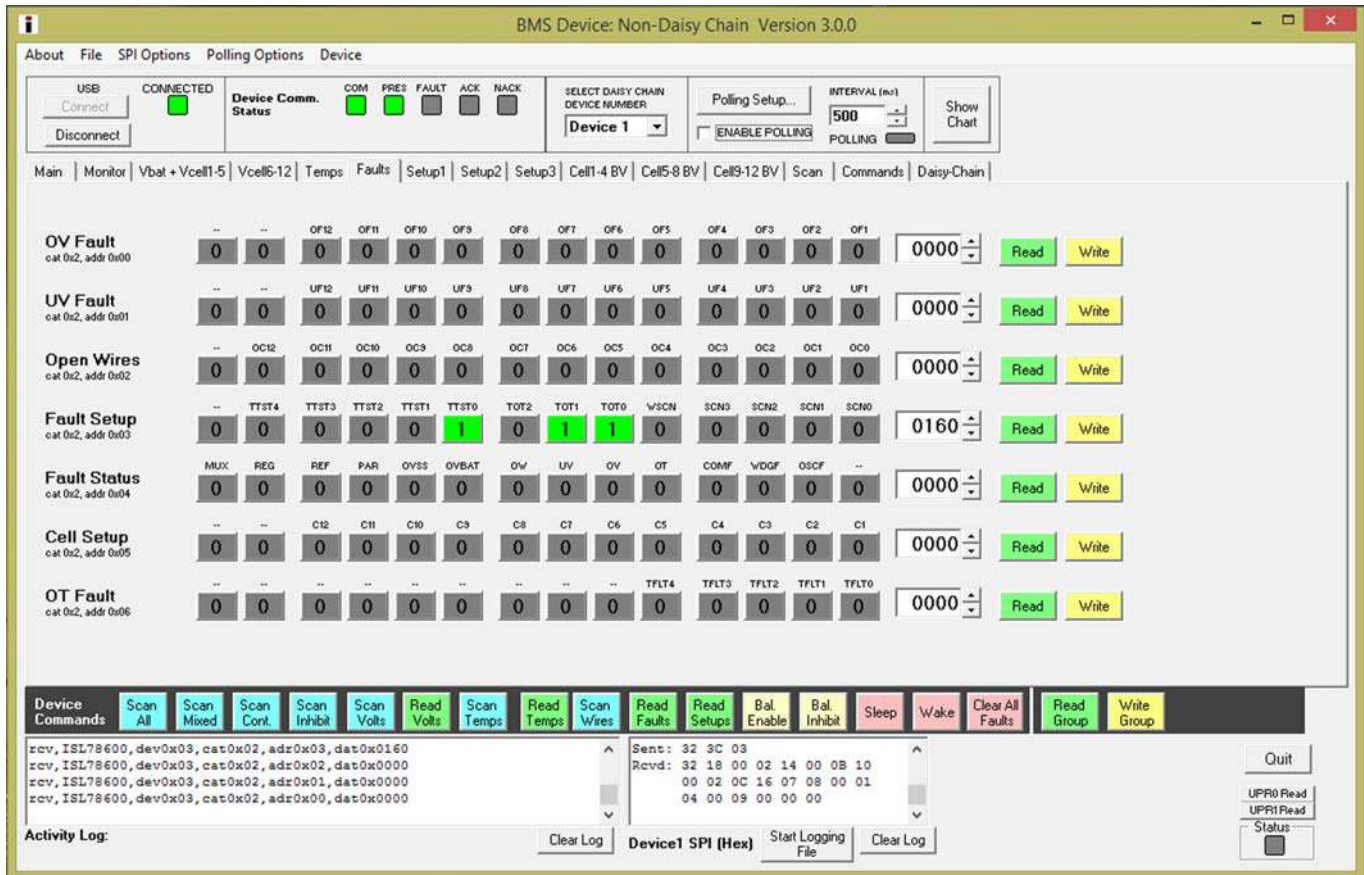 BMS Device: Non-Daisy Chain Version 3.0.0
About File SPI Options Polling Options Device
USB CONNECTED
Connect
Disconnect
Device Comm. Status
COM PRES FAULT ACK NACK
SELECT DAISY CHAIN DEVICE NUMBER
Device 1
Polling Setup...
ENABLE POLLING
INTERVAL (ms)
500
POLLING
Show Chart
Main Monitor Vbat + Vcell1-5 Vcell6-12 Temps Faults Setup1 Setup2 Setup3 Cell1-4 BV Cell5-8 BV Cell9-12 BV Scan Commands Daisy-Chain
-- -- OF12 OF11 OF10 OF9 OF8 OF7 OF6 OF5 OF4 OF3 OF2 OF1
OV Fault 0 0 0 0 0 0 0 0 0 0 0 0 0 0 0000 Read Write
cat 0x2, addr 0x00
-- -- UF12 UF11 UF10 UF9 UF8 UF7 UF6 UF5 UF4 UF3 UF2 UF1
UV Fault 0 0 0 0 0 0 0 0 0 0 0 0 0 0 0000 Read Write
cat 0x2, addr 0x01
-- OC12 OC11 OC10 OC9 OC8 OC7 OC6 OC5 OC4 OC3 OC2 OC1 OC0
Open Wires 0 0 0 0 0 0 0 0 0 0 0 0 0 0 0000 Read Write
cat 0x2, addr 0x02
-- TTST4 TTST3 TTST2 TTST1 TTST0 TOT2 TOT1 TOT0 WSCN SCN3 SCN2 SCN1 SCN0
Fault Setup 0 0 0 0 0 1 0 1 1 0 0 0 0 0 0160 Read Write
cat 0x2, addr 0x03
MUX REG REF PAR OVSS OVBAT OW UV OV OT COMF WDGF OSCF --
Fault Status 0 0 0 0 0 0 0 0 0 0 0 0 0 0 0000 Read Write
cat 0x2, addr 0x04
-- -- C12 C11 C10 C9 C8 C7 C6 C5 C4 C3 C2 C1
Cell Setup 0 0 0 0 0 0 0 0 0 0 0 0 0 0 0000 Read Write
cat 0x2, addr 0x05
-- -- -- -- -- -- -- -- -- TFLT4 TFLT3 TFLT2 TFLT1 TFLT0
OT Fault 0 0 0 0 0 0 0 0 0 0 0 0 0 0 0000 Read Write
cat 0x2, addr 0x06
Device Commands
Scan All Scan Mixed Scan Cont. Scan Inhibit Scan Volts Read Volts Scan Temps Read Temps Scan Wires Read Faults Read Setups Bal. Enable Bal. Inhibit Sleep Wake Clear All Faults Read Group Write Group
rcv,ISL78600,dev0x03,cat0x02,adr0x03,dat0x0160
rcv,ISL78600,dev0x03,cat0x02,adr0x02,dat0x0000
rcv,ISL78600,dev0x03,cat0x02,adr0x01,dat0x0000
rcv,ISL78600,dev0x03,cat0x02,adr0x00,dat0x0000
Sent: 32 3C 03
Rcvd: 32 18 00 02 14 00 0B 10
00 02 0C 16 07 08 00 01
04 00 09 00 00 00
Quit
UPR0 Read
UPR1 Read
Status
Activity Log: Clear Log
Device1 SPI (Hex) Start Logging File Clear Log